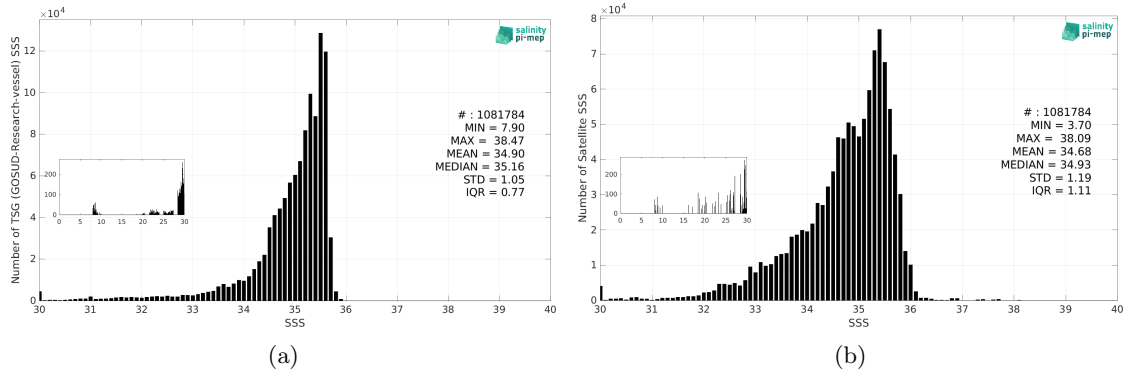 ×10⁴
salinity
pi-mep
Number of TSG (GOSUD-Research-vessel) SSS
12
10
8
6
4
2
0
# : 1081784
MIN = 7.90
MAX = 38.47
MEAN = 34.90
MEDIAN = 35.16
STD = 1.05
IQR = 0.77
200
100
0
0 5 10 15 20 25 30
30 31 32 33 34 35 36 37 38 39 40
SSS
(a)
8 ×10⁴
salinity
pi-mep
Number of Satellite SSS
7
6
5
4
3
2
1
0
# : 1081784
MIN = 3.70
MAX = 38.09
MEAN = 34.68
MEDIAN = 34.93
STD = 1.19
IQR = 1.11
200
100
0
0 5 10 15 20 25 30
30 31 32 33 34 35 36 37 38 39 40
SSS
(b)